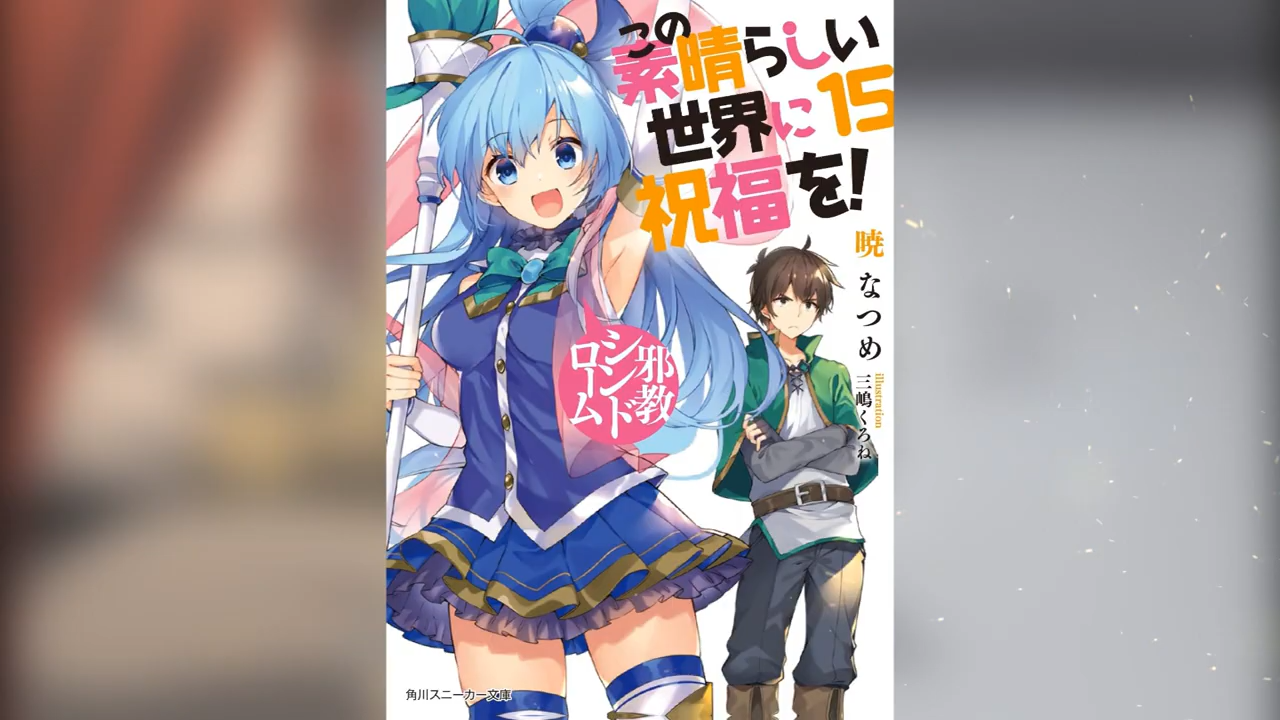 この
素晴らしい
世界に15
祝福を!
暁なつめ
illustration
三嶋くろね
邪教
シンド
ローム
角川スニーカー文庫